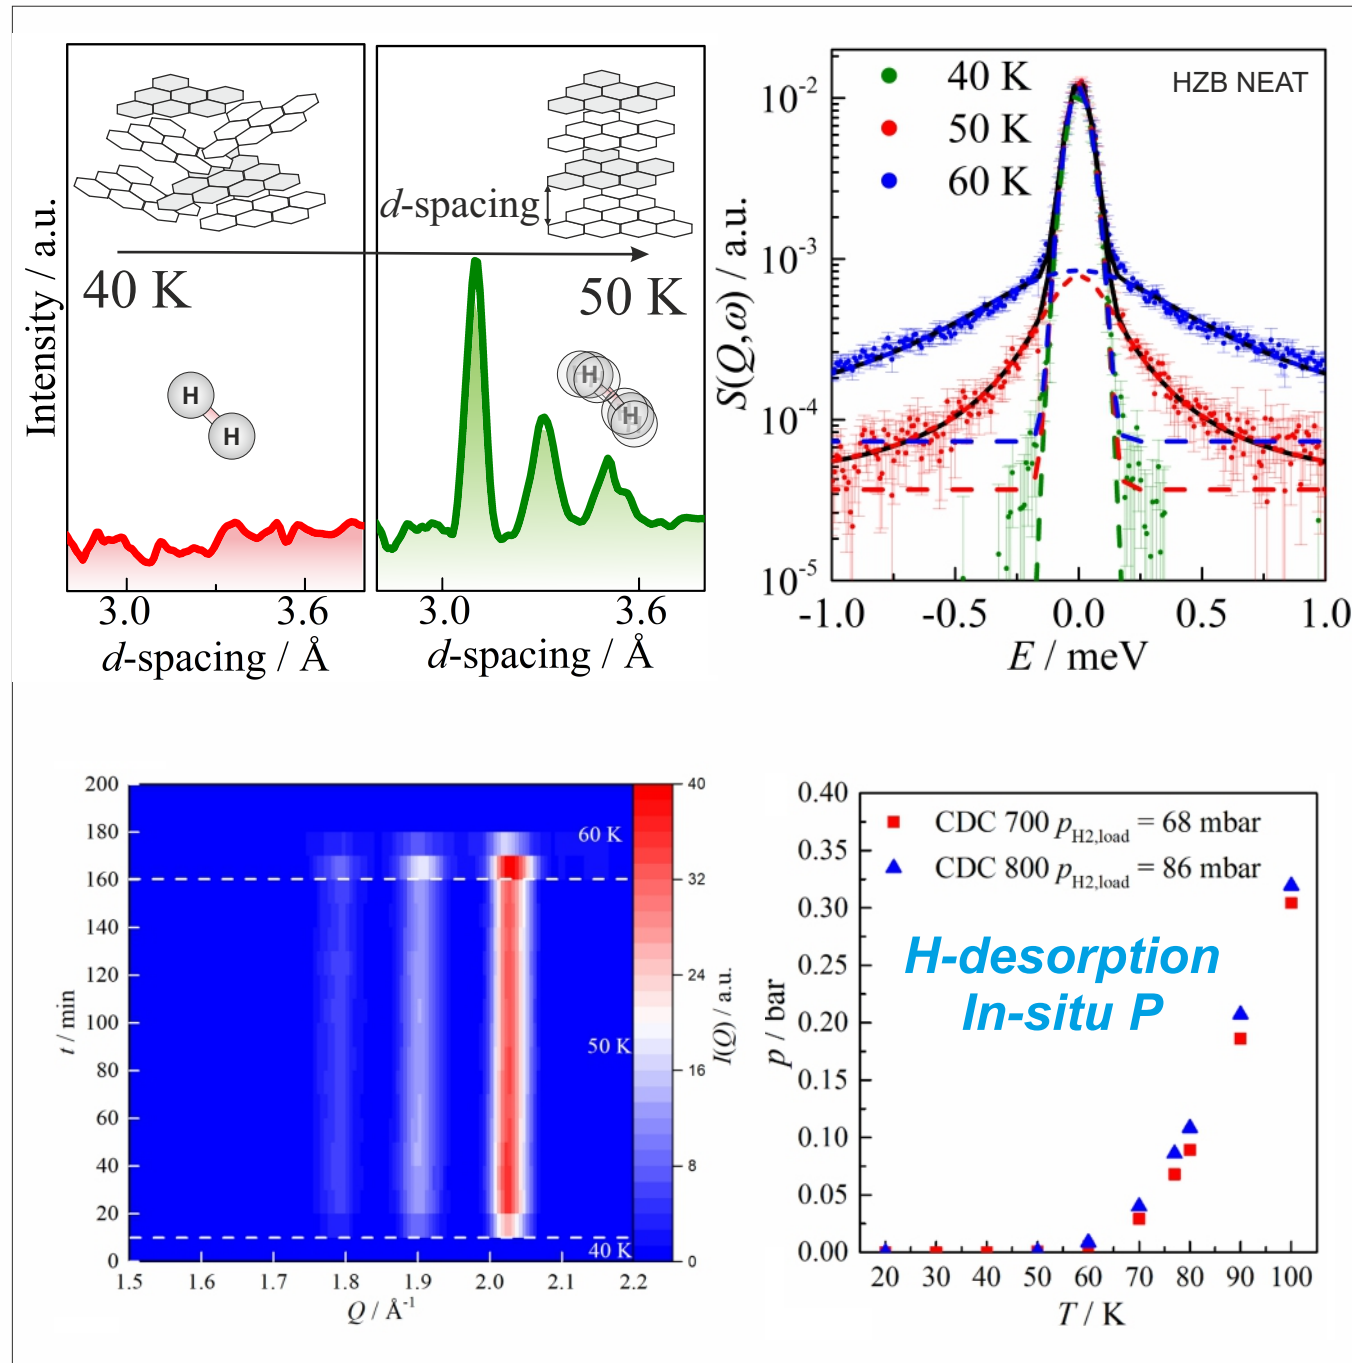 Intensity / a.u.
40 K
H
H
3.0
3.6
d-spacing / Å
d-spacing
50 K
H
H
3.0
3.6
d-spacing / Å
S(Q,ω) / a.u.
40 K
50 K
60 K
HZB NEAT
10⁻²
10⁻³
10⁻⁴
10⁻⁵
-1.0
-0.5
0.0
0.5
1.0
E / meV
t / min
200
180
160
140
120
100
80
60
40
20
0
60 K
50 K
40 K
1.5
1.6
1.7
1.8
1.9
2.0
2.1
2.2
Q / Å⁻¹
40
32
24
16
8
0
I(Q) / a.u.
p / bar
0.40
0.35
0.30
0.25
0.20
0.15
0.10
0.05
0.00
CDC 700 pH2,load = 68 mbar
CDC 800 pH2,load = 86 mbar
H-desorption
In-situ P
20
30
40
50
60
70
80
90
100
T / K